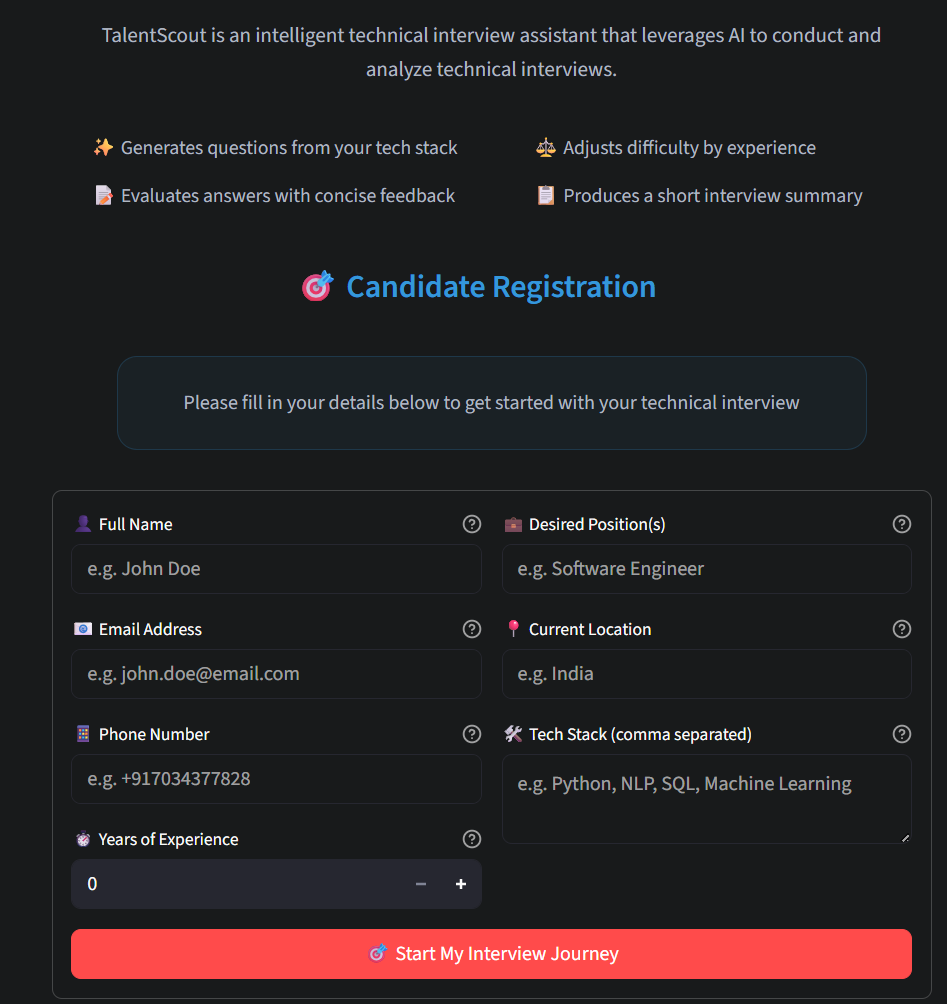 TalentScout is an intelligent technical interview assistant that leverages AI to conduct and
analyze technical interviews.
✨ Generates questions from your tech stack
⚖️ Adjusts difficulty by experience
📝 Evaluates answers with concise feedback
📋 Produces a short interview summary
🎯 Candidate Registration
Please fill in your details below to get started with your technical interview
👤 Full Name
e.g. John Doe
💼 Desired Position(s)
e.g. Software Engineer
📧 Email Address
e.g. john.doe@email.com
📍 Current Location
e.g. India
📱 Phone Number
e.g. +917034377828
🛠️ Tech Stack (comma separated)
e.g. Python, NLP, SQL, Machine Learning
⏱️ Years of Experience
0
🎯 Start My Interview Journey